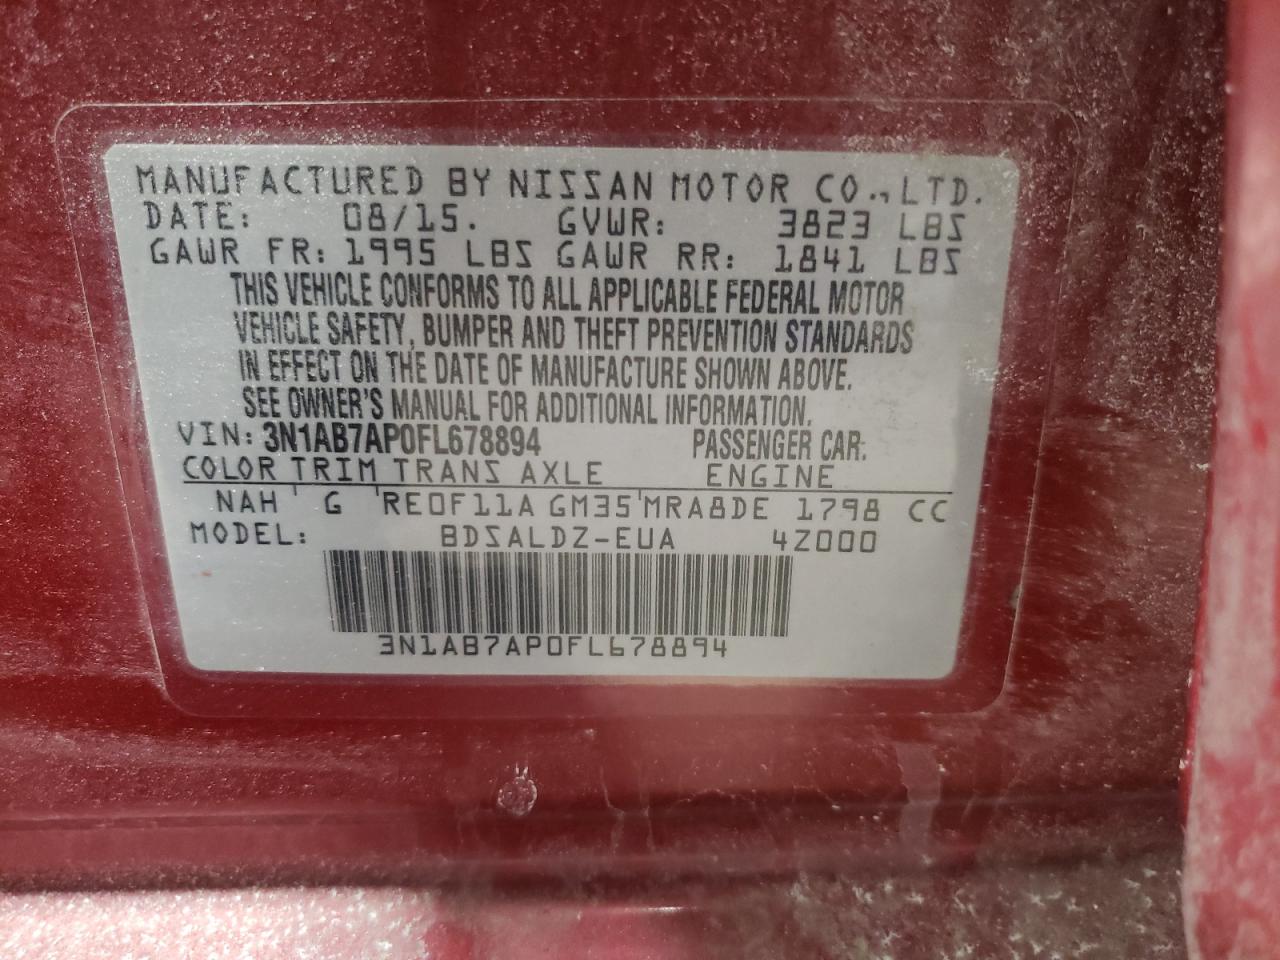 MANUFACTURED BY NISSAN MOTOR CO., LTD.
DATE: 08/15. GVWR: 3823 LBS
GAWR FR: 1995 LBS GAWR RR: 1841 LBS
THIS VEHICLE CONFORMS TO ALL APPLICABLE FEDERAL MOTOR
VEHICLE SAFETY, BUMPER AND THEFT PREVENTION STANDARDS
IN EFFECT ON THE DATE OF MANUFACTURE SHOWN ABOVE.
SEE OWNER'S MANUAL FOR ADDITIONAL INFORMATION.
VIN: 3N1AB7AP0FL678894 PASSENGER CAR.
COLOR TRIM TRANS AXLE ENGINE
NAH ' G ' RE0F11A GM35 ' MRA8DE 1798 CC
MODEL: BDSALDZ-EUA 4Z000
3N1AB7AP0FL678894